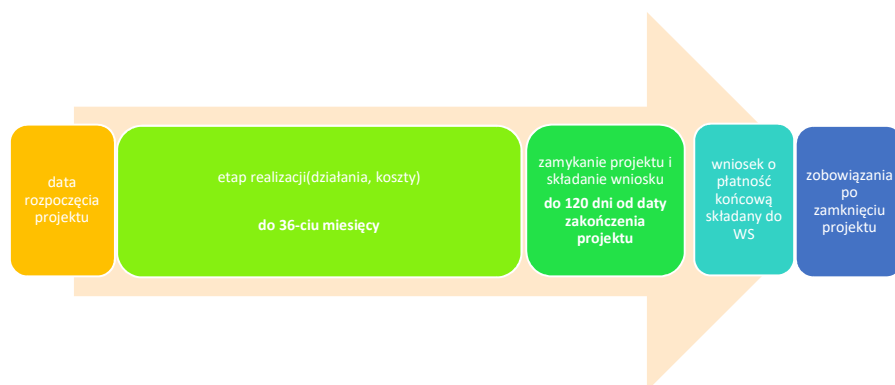 data
rozpoczęcia
projektu
etap realizacji(działania, koszty)
do 36-ciu miesięcy
zamykanie projektu i
składanie wniosku
do 120 dni od daty
zakończenia
projektu
wniosek o
płatność
końcową
składany do
WS
zobowiązania
po
zamknięciu
projektu